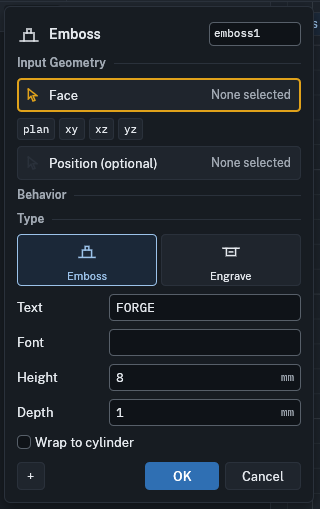 Emboss emboss1
Input Geometry
Face None selected
plan xy xz yz
Position (optional) None selected
Behavior
Type
Emboss Engrave
Text FORGE
Font
Height 8 mm
Depth 1 mm
Wrap to cylinder
+ OK Cancel